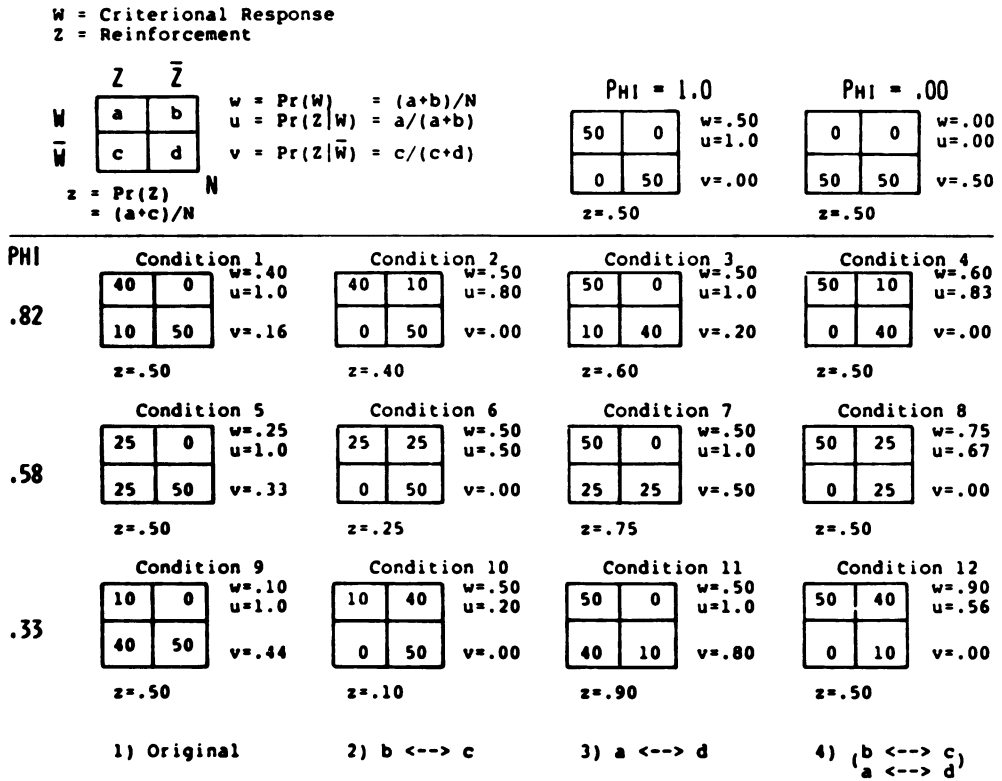 W = Criterional Response
Z = Reinforcement
Z Z̅
W a b
W̅ c d
N
w = Pr(W) = (a+b)/N
u = Pr(Z|W) = a/(a+b)
v = Pr(Z|W̅) = c/(c+d)
z = Pr(Z)
= (a+c)/N
PHI = 1.0
50 0 w=.50
u=1.0
0 50 v=.00
z=.50
PHI = .00
0 0 w=.00
u=.00
50 50 v=.50
z=.50
PHI
.82
Condition 1
40 0 w=.40
u=1.0
10 50 v=.16
z=.50
Condition 2
40 10 w=.50
u=.80
0 50 v=.00
z=.40
Condition 3
50 0 w=.50
u=1.0
10 40 v=.20
z=.60
Condition 4
50 10 w=.60
u=.83
0 40 v=.00
z=.50
.58
Condition 5
25 0 w=.25
u=1.0
25 50 v=.33
z=.50
Condition 6
25 25 w=.50
u=.50
0 50 v=.00
z=.25
Condition 7
50 0 w=.50
u=1.0
25 25 v=.50
z=.75
Condition 8
50 25 w=.75
u=.67
0 25 v=.00
z=.50
.33
Condition 9
10 0 w=.10
u=1.0
40 50 v=.44
z=.50
Condition 10
10 40 w=.50
u=.20
0 50 v=.00
z=.10
Condition 11
50 0 w=.50
u=1.0
40 10 v=.80
z=.90
Condition 12
50 40 w=.90
u=.56
0 10 v=.00
z=.50
1) Original
2) b <--> c
3) a <--> d
4) (b <--> c
a <--> d)